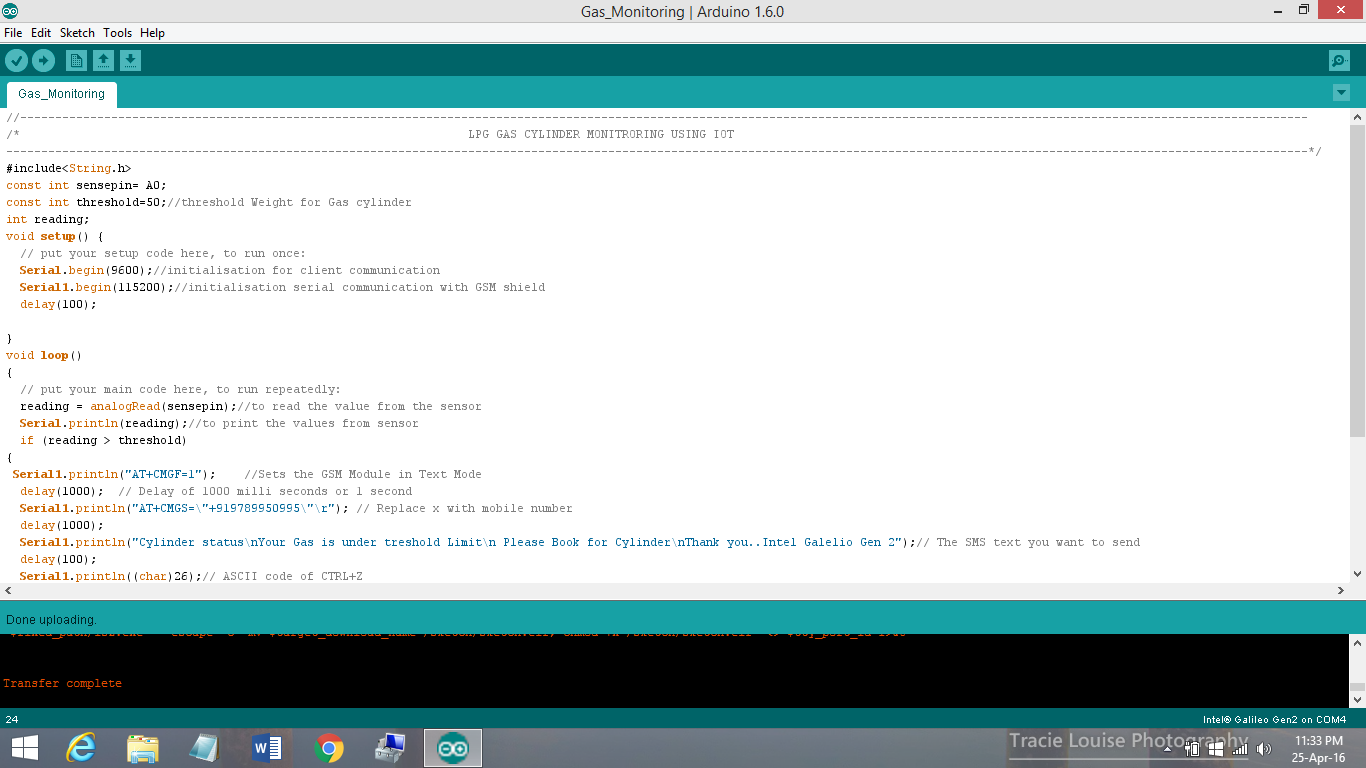 Gas_Monitoring | Arduino 1.6.0
File Edit Sketch Tools Help
Gas_Monitoring
//----------------------------------------------------------------------------------------------------------------------------------------------------------------------------------------
/* LPG GAS CYLINDER MONITRORING USING IOT
------------------------------------------------------------------------------------------------------------------------------------------------------------------------------------------*/
#include<String.h>
const int sensepin= A0;
const int threshold=50;//threshold Weight for Gas cylinder
int reading;
void setup() {
  // put your setup code here, to run once:
  Serial.begin(9600);//initialisation for client communication
  Serial1.begin(115200);//initialisation serial communication with GSM shield
  delay(100);
}
void loop()
{
  // put your main code here, to run repeatedly:
  reading = analogRead(sensepin);//to read the value from the sensor
  Serial.println(reading);//to print the values from sensor
  if (reading > threshold)
{
 Serial1.println("AT+CMGF=1");    //Sets the GSM Module in Text Mode
  delay(1000);  // Delay of 1000 milli seconds or 1 second
  Serial1.println("AT+CMGS=\"+919789950995\"\r"); // Replace x with mobile number
  delay(1000);
  Serial1.println("Cylinder status\nYour Gas is under treshold Limit\n Please Book for Cylinder\nThank you..Intel Galelio Gen 2");// The SMS text you want to send
  delay(100);
  Serial1.println((char)26);// ASCII code of CTRL+Z
Done uploading.
Transfer complete
24
Intel® Galileo Gen2 on COM4
Tracie Louise Photography
11:33 PM
25-Apr-16